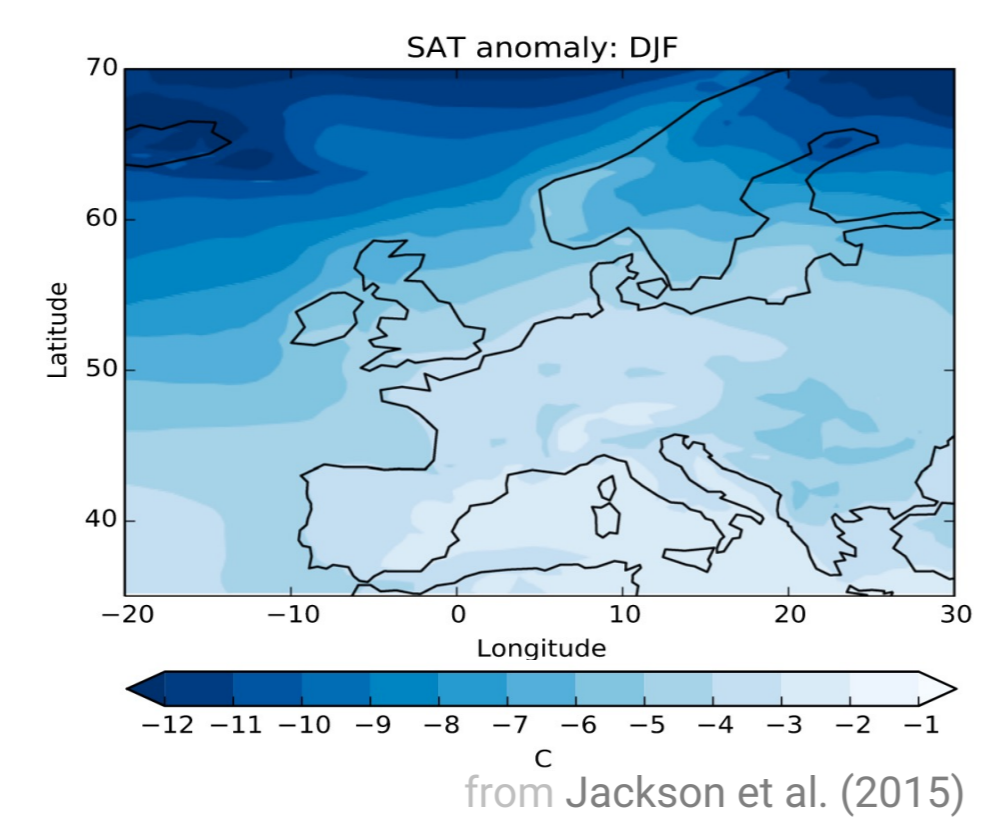 SAT anomaly: DJF
70
60
50
40
Latitude
−20 −10 0 10 20 30
Longitude
−12 −11 −10 −9 −8 −7 −6 −5 −4 −3 −2 −1
C
from Jackson et al. (2015)